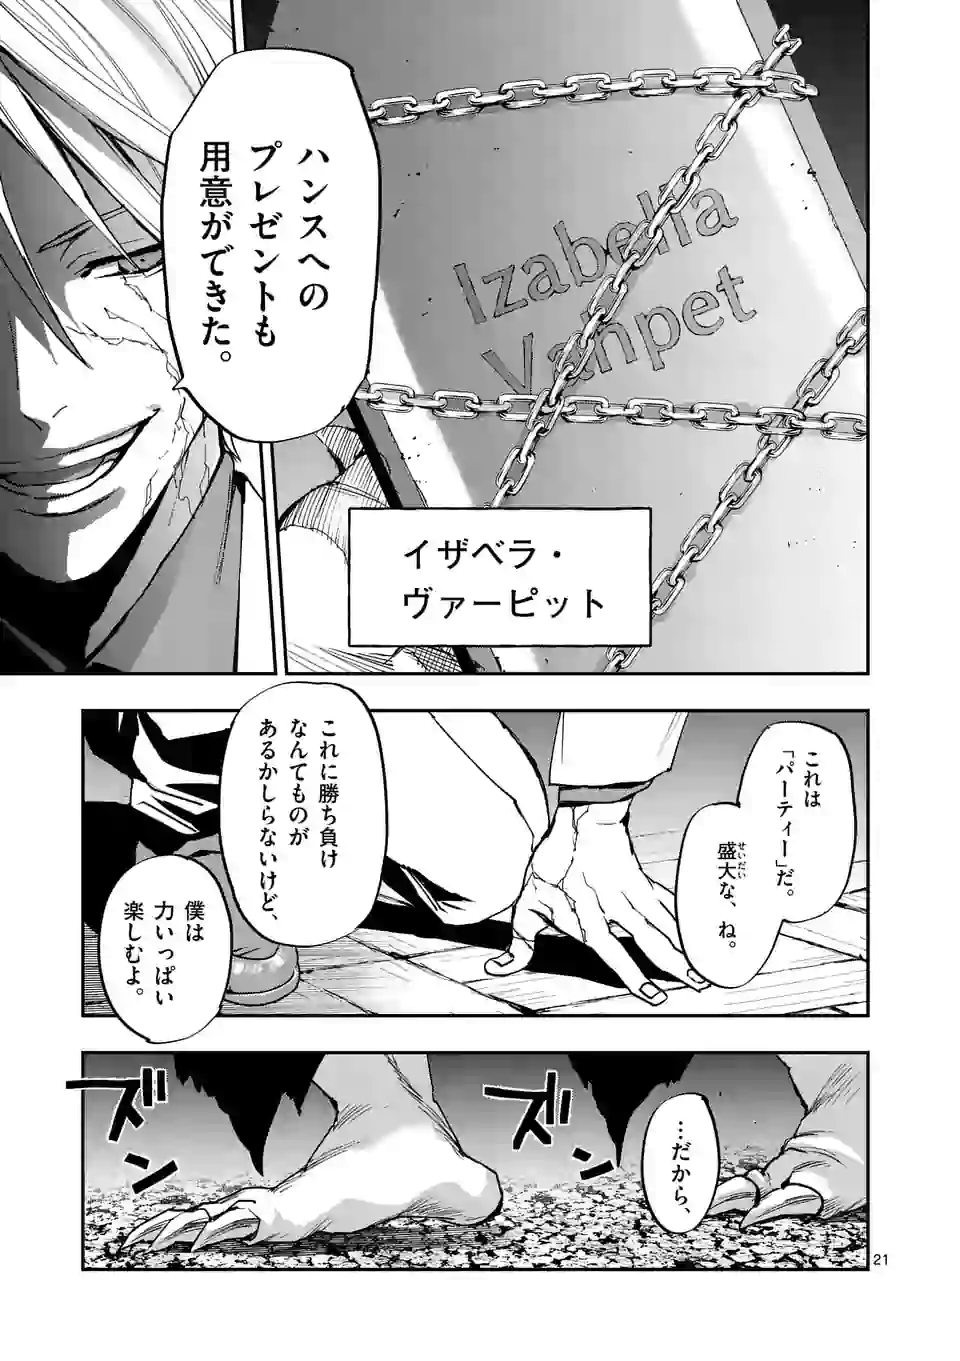 Izabella
Vanpet
イザベラ・
ヴァーピット
ハンスへの
プレゼントも
用意ができた。
これは
「パーティー」だ。
盛大な、ね。
せいだい
これに勝ち負け
なんてものが
あるかしらないけど、
僕は
力いっぱい
楽しむよ。
…だから、
ズン
ズン
21